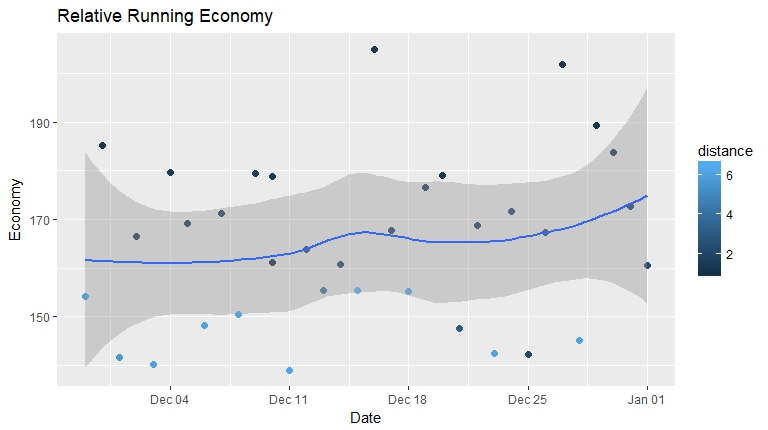 Relative Running Economy
190
170
150
Economy
Dec 04 Dec 11 Dec 18 Dec 25 Jan 01
Date
distance
6
4
2